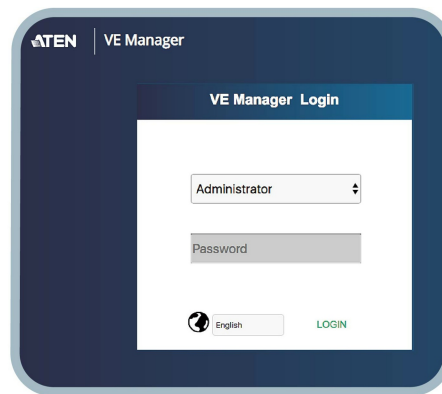 ATEN VE Manager
VE Manager Login
Administrator
Password
English LOGIN